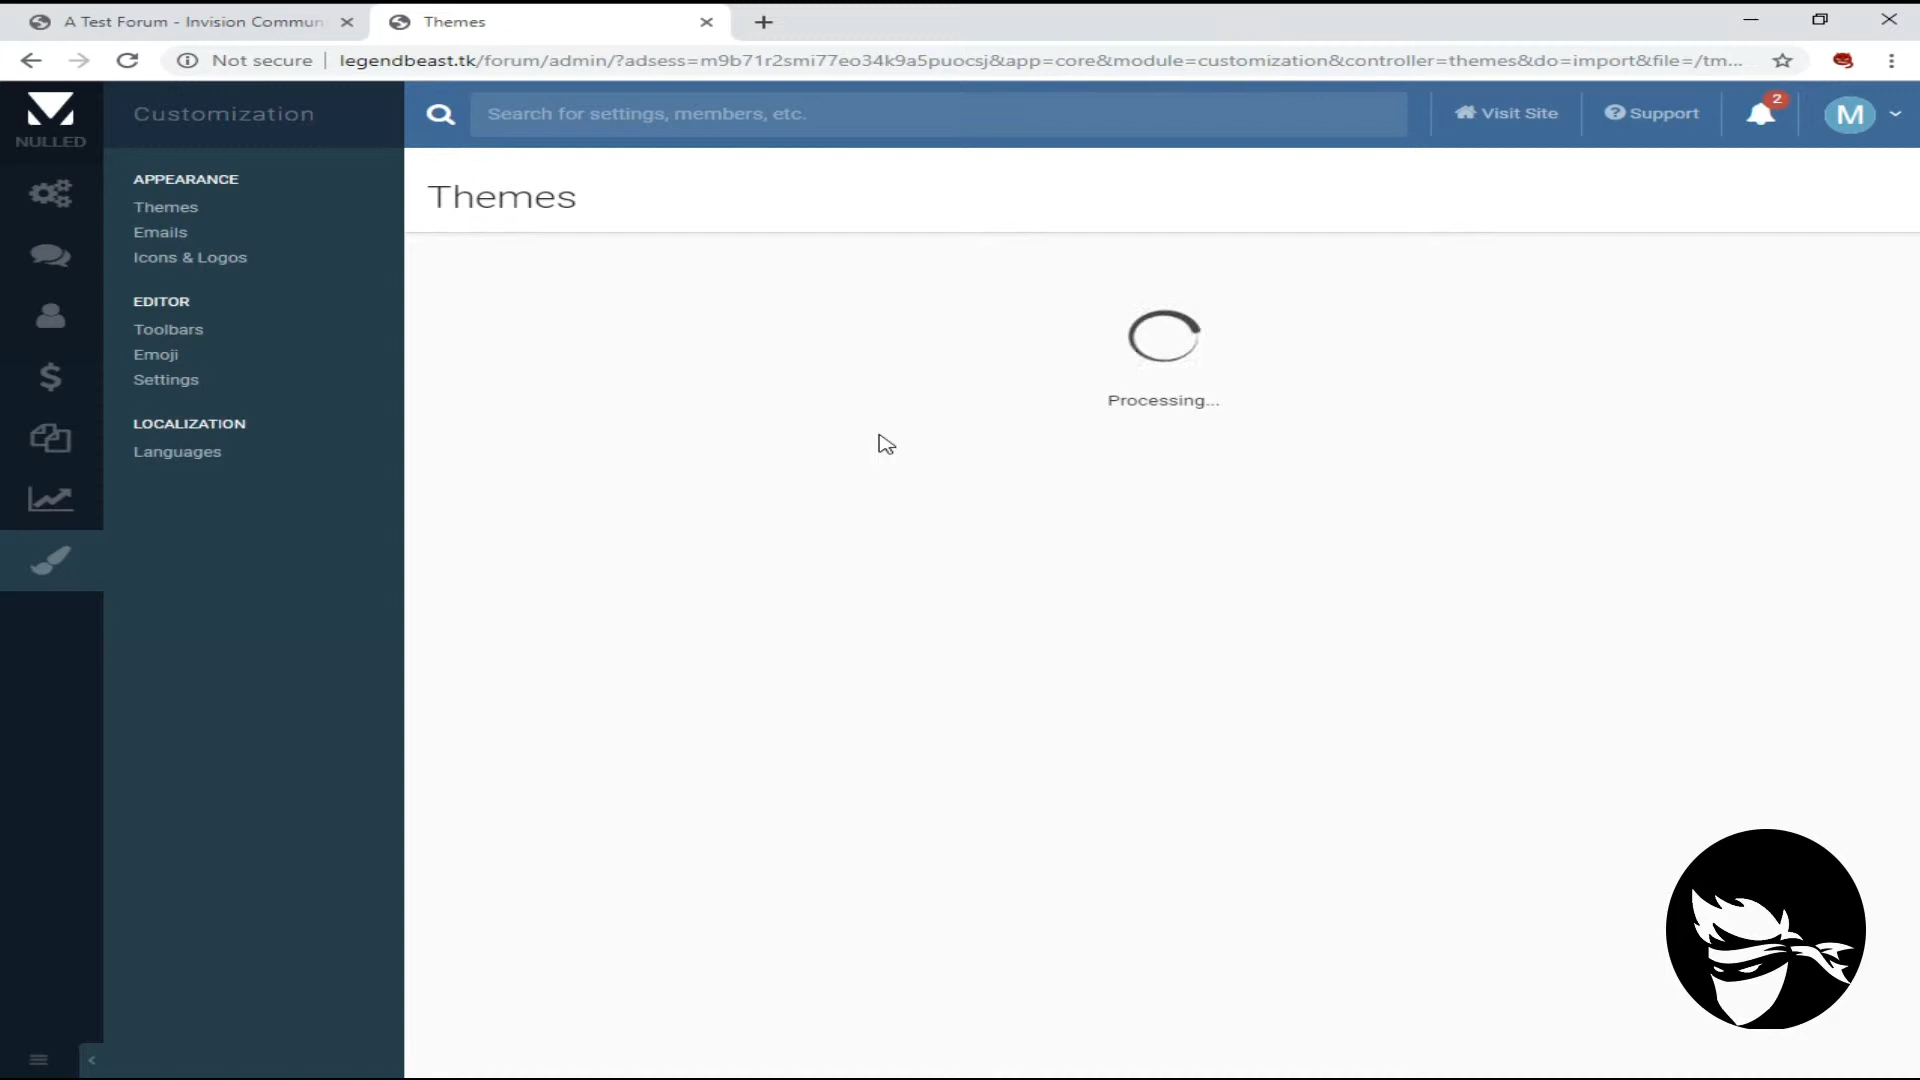 A Test Forum - Invision Commun
Themes
Not secure
legendbeast.tk/forum/admin/?adsess=m9b71r2smi77eo34k9a5puocsj&app=core&module=customization&controller=themes&do=import&file=/tm...
NULLED
Customization
Search for settings, members, etc.
Visit Site
Support
2
M
APPEARANCE
Themes
Emails
Icons & Logos
EDITOR
Toolbars
Emoji
Settings
LOCALIZATION
Languages
Themes
Processing...